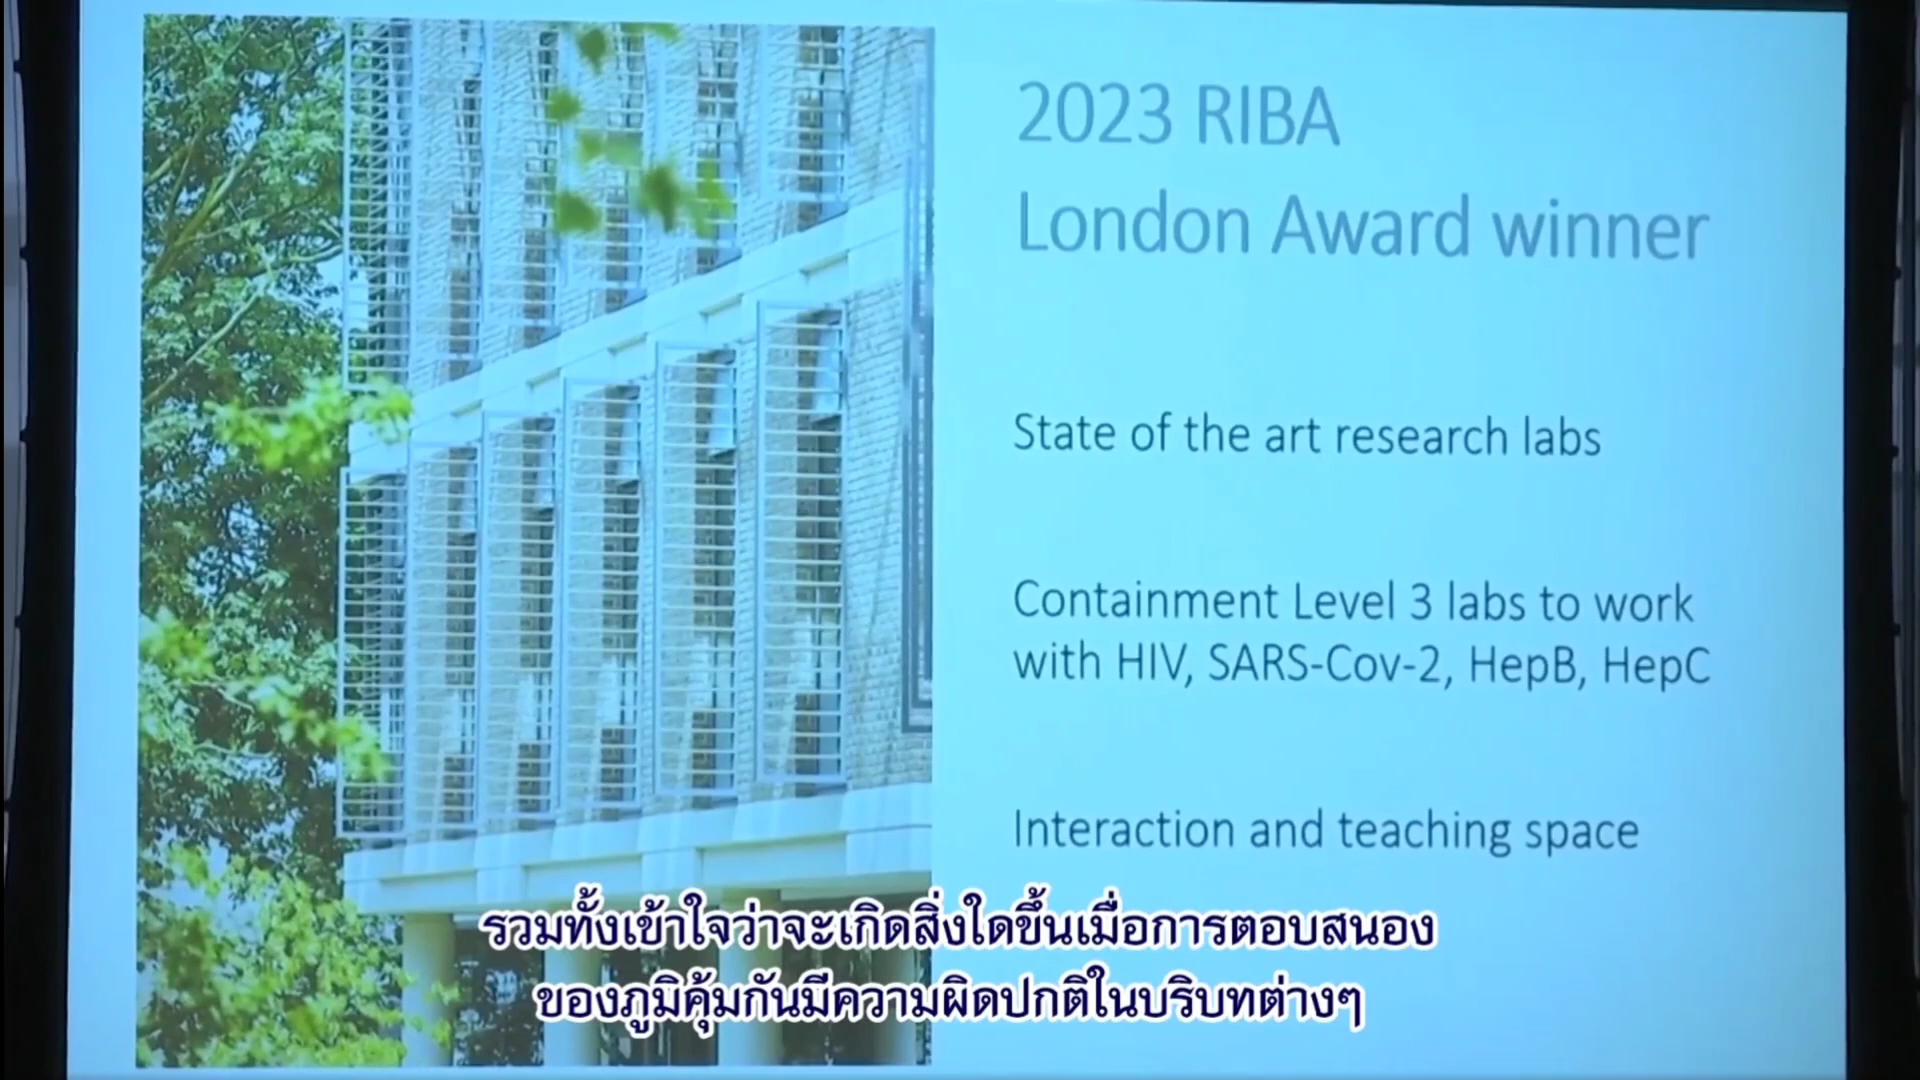 2023 RIBA
London Award winner
State of the art research labs
Containment Level 3 labs to work
with HIV, SARS-Cov-2, HepB, HepC
Interaction and teaching space
รวมทั้งเข้าใจว่าจะเกิดสิ่งใดขึ้นเมื่อการตอบสนอง
ของภูมิคุ้มกันมีความผิดปกติในบริบทต่างๆ